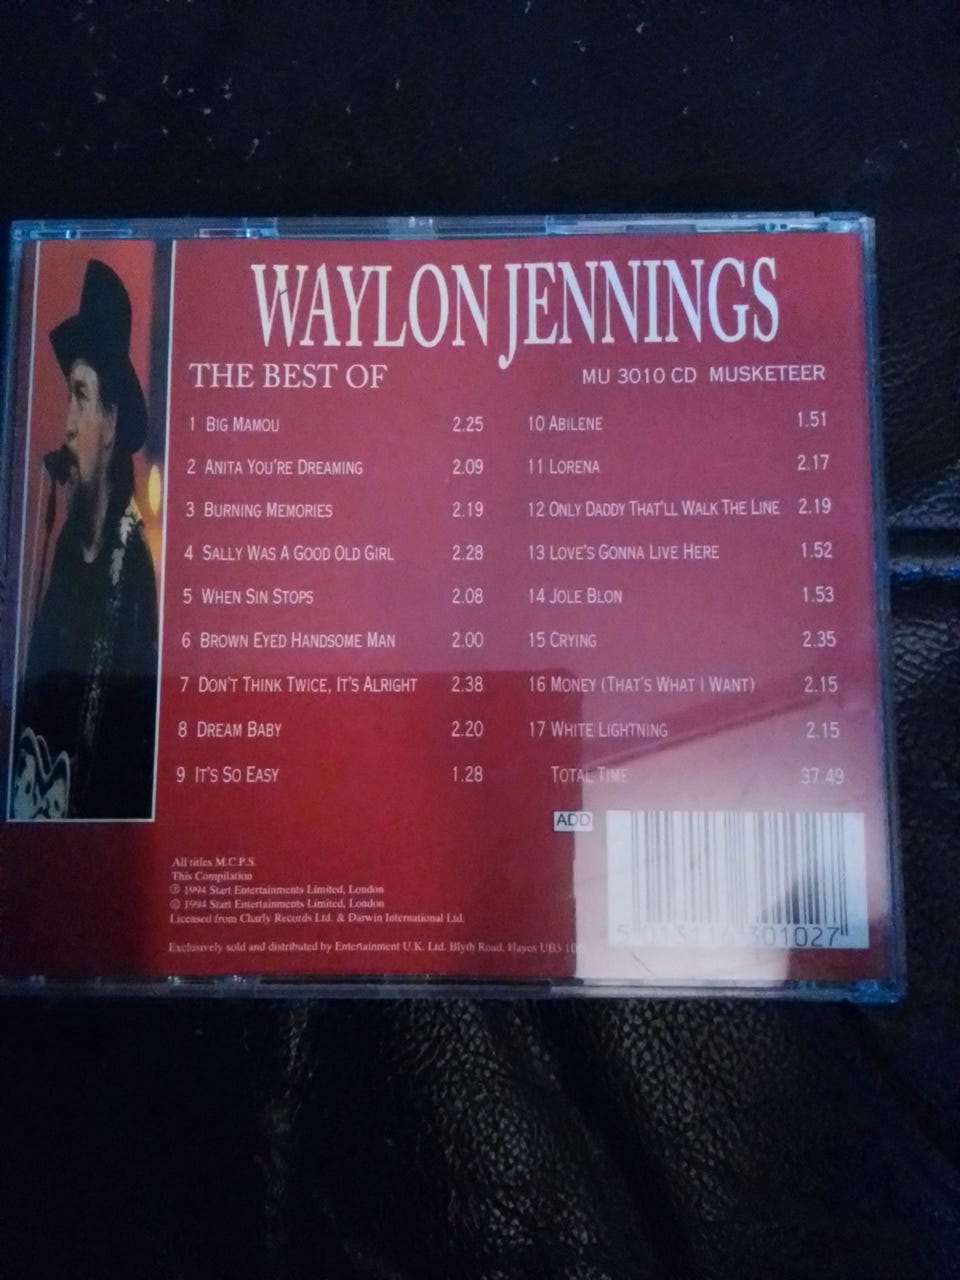 WAYLON JENNINGS
THE BEST OF
MU 3010 CD MUSKETEER
1 BIG MAMOU 2.25
2 ANITA YOU'RE DREAMING 2.09
3 BURNING MEMORIES 2.19
4 SALLY WAS A GOOD OLD GIRL 2.28
5 WHEN SIN STOPS 2.08
6 BROWN EYED HANDSOME MAN 2.00
7 DON'T THINK TWICE, IT'S ALRIGHT 2.38
8 DREAM BABY 2.20
9 IT'S SO EASY 1.28
10 ABILENE 1.51
11 LORENA 2.17
12 ONLY DADDY THAT'LL WALK THE LINE 2.19
13 LOVE'S GONNA LIVE HERE 1.52
14 JOLE BLON 1.53
15 CRYING 2.35
16 MONEY (THAT'S WHAT I WANT) 2.15
17 WHITE LIGHTNING 2.15
TOTAL TIME 37.49
ADD
All titles M.C.P.S.
This Compilation
℗ 1994 Start Entertainments Limited, London
© 1994 Start Entertainments Limited, London
Licensed from Charly Records Ltd. & Darwin International Ltd.
Exclusively sold and distributed by Entertainment U.K. Ltd. Blyth Road, Hayes UB3
301027